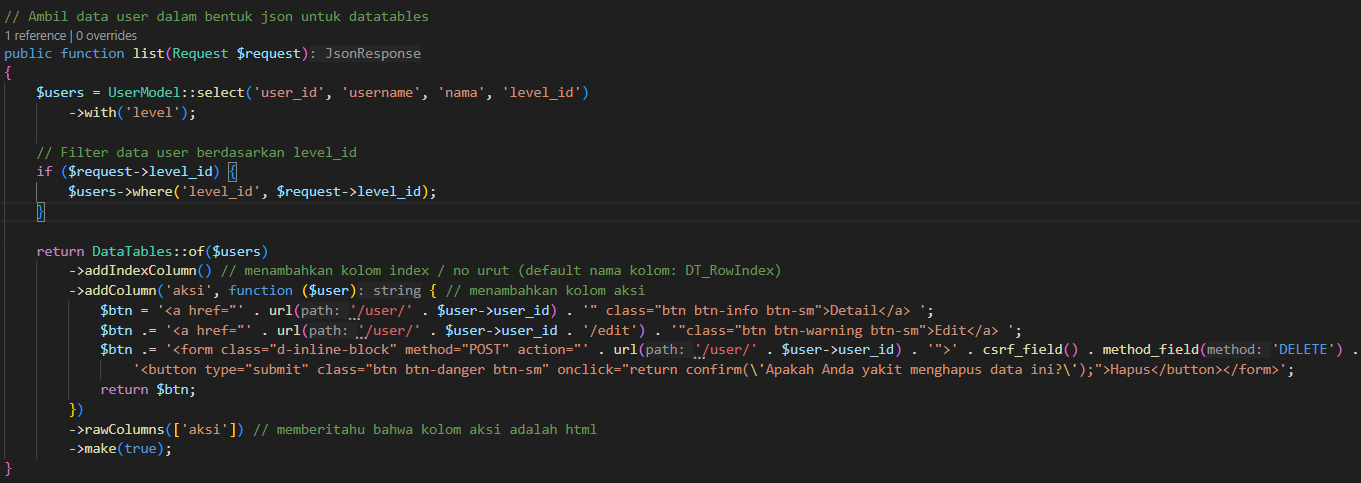 // Ambil data user dalam bentuk json untuk datatables
1 reference | 0 overrides
public function list(Request $request): JsonResponse
{
    $users = UserModel::select('user_id', 'username', 'nama', 'level_id')
        ->with('level');
    // Filter data user berdasarkan level_id
    if ($request->level_id) {
        $users->where('level_id', $request->level_id);
    }
    return DataTables::of($users)
        ->addIndexColumn() // menambahkan kolom index / no urut (default nama kolom: DT_RowIndex)
        ->addColumn('aksi', function ($user): string { // menambahkan kolom aksi
            $btn = '<a href="' . url(path: '/user/' . $user->user_id) . '" class="btn btn-info btn-sm">Detail</a> ';
            $btn .= '<a href="' . url(path: '/user/' . $user->user_id . '/edit') . '"class="btn btn-warning btn-sm">Edit</a> ';
            $btn .= '<form class="d-inline-block" method="POST" action="' . url(path: '/user/' . $user->user_id) . '">' . csrf_field() . method_field(method: 'DELETE') .
                '<button type="submit" class="btn btn-danger btn-sm" onclick="return confirm(\'Apakah Anda yakit menghapus data ini?\');">Hapus</button></form>';
            return $btn;
        })
        ->rawColumns(['aksi']) // memberitahu bahwa kolom aksi adalah html
        ->make(true);
}